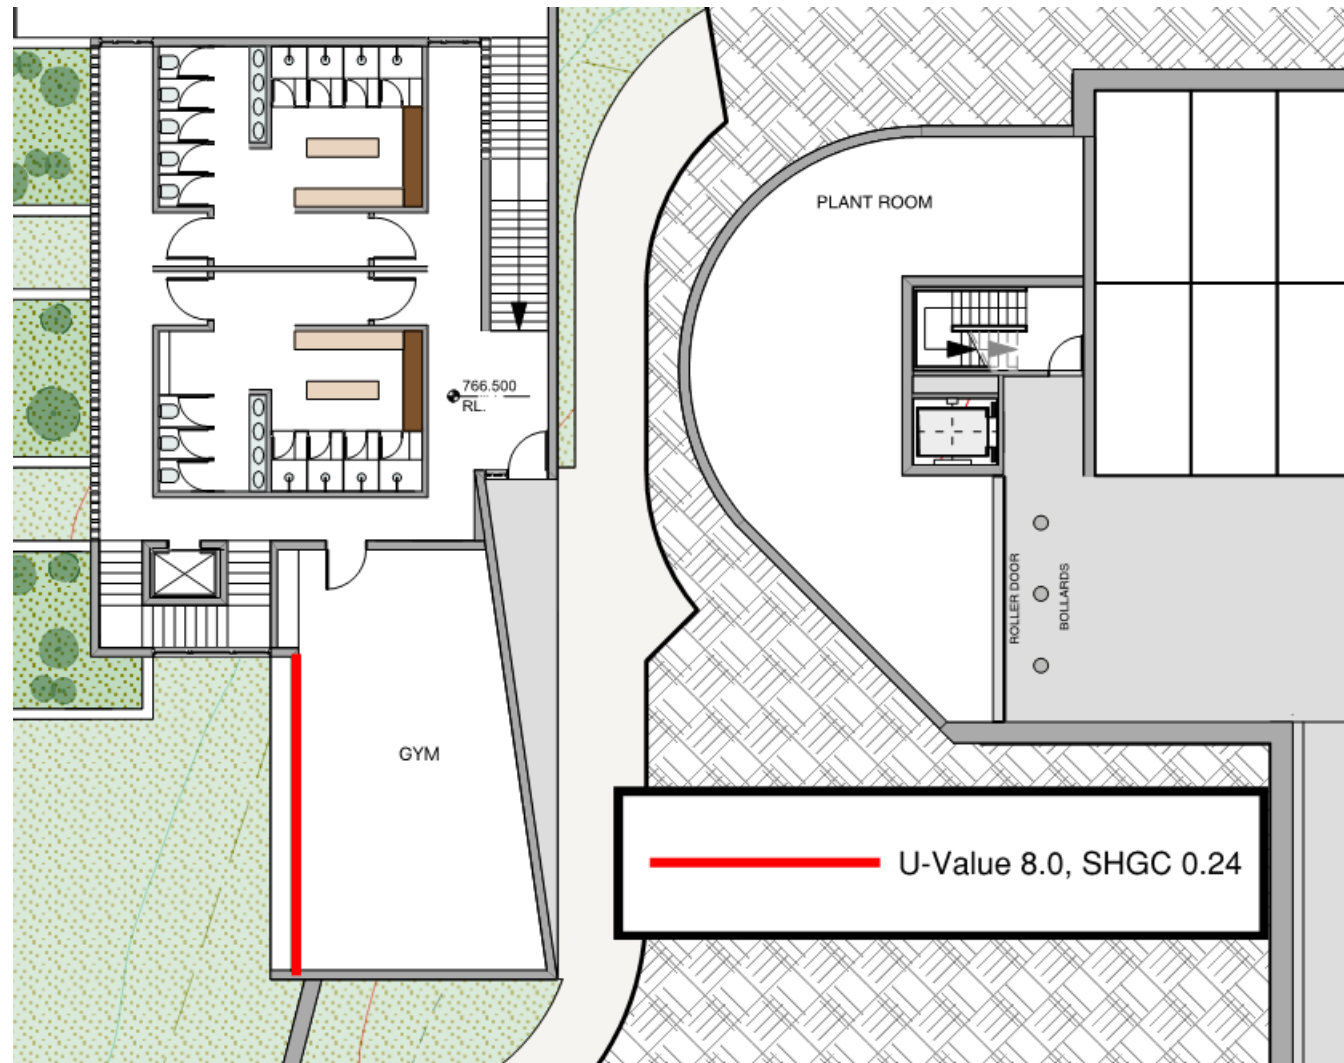 PLANT ROOM
766.500
RL.
ROLLER DOOR
BOLLARDS
GYM
U-Value 8.0, SHGC 0.24